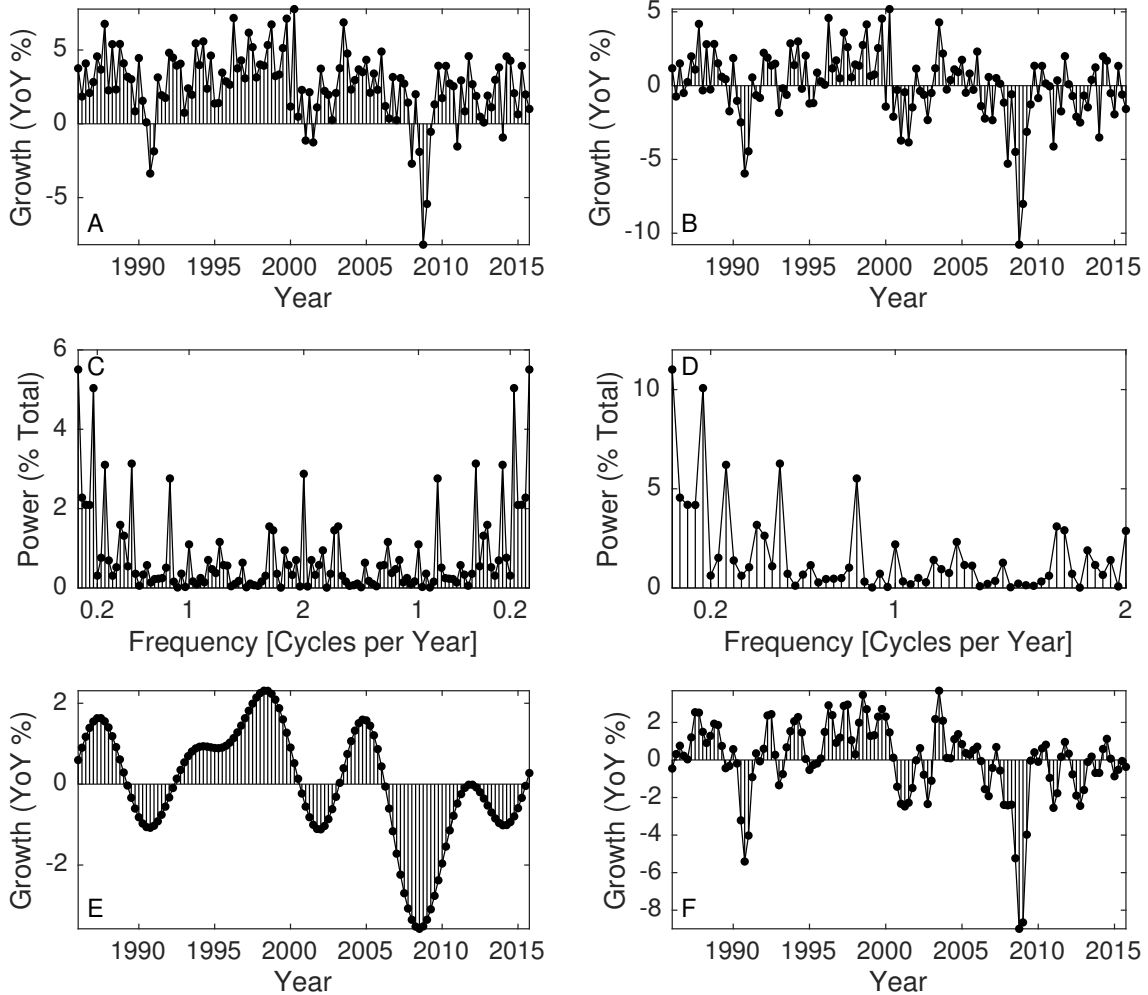 5
0
-5
Growth (YoY %)
A
1990 1995 2000 2005 2010 2015
Year
5
0
-5
-10
Growth (YoY %)
B
1990 1995 2000 2005 2010 2015
Year
6
4
2
0
Power (% Total)
C
0.2 1 2 1 0.2
Frequency [Cycles per Year]
10
5
0
Power (% Total)
D
0.2 1 2
Frequency [Cycles per Year]
2
0
-2
Growth (YoY %)
E
1990 1995 2000 2005 2010 2015
Year
2
0
-2
-4
-6
-8
Growth (YoY %)
F
1990 1995 2000 2005 2010 2015
Year